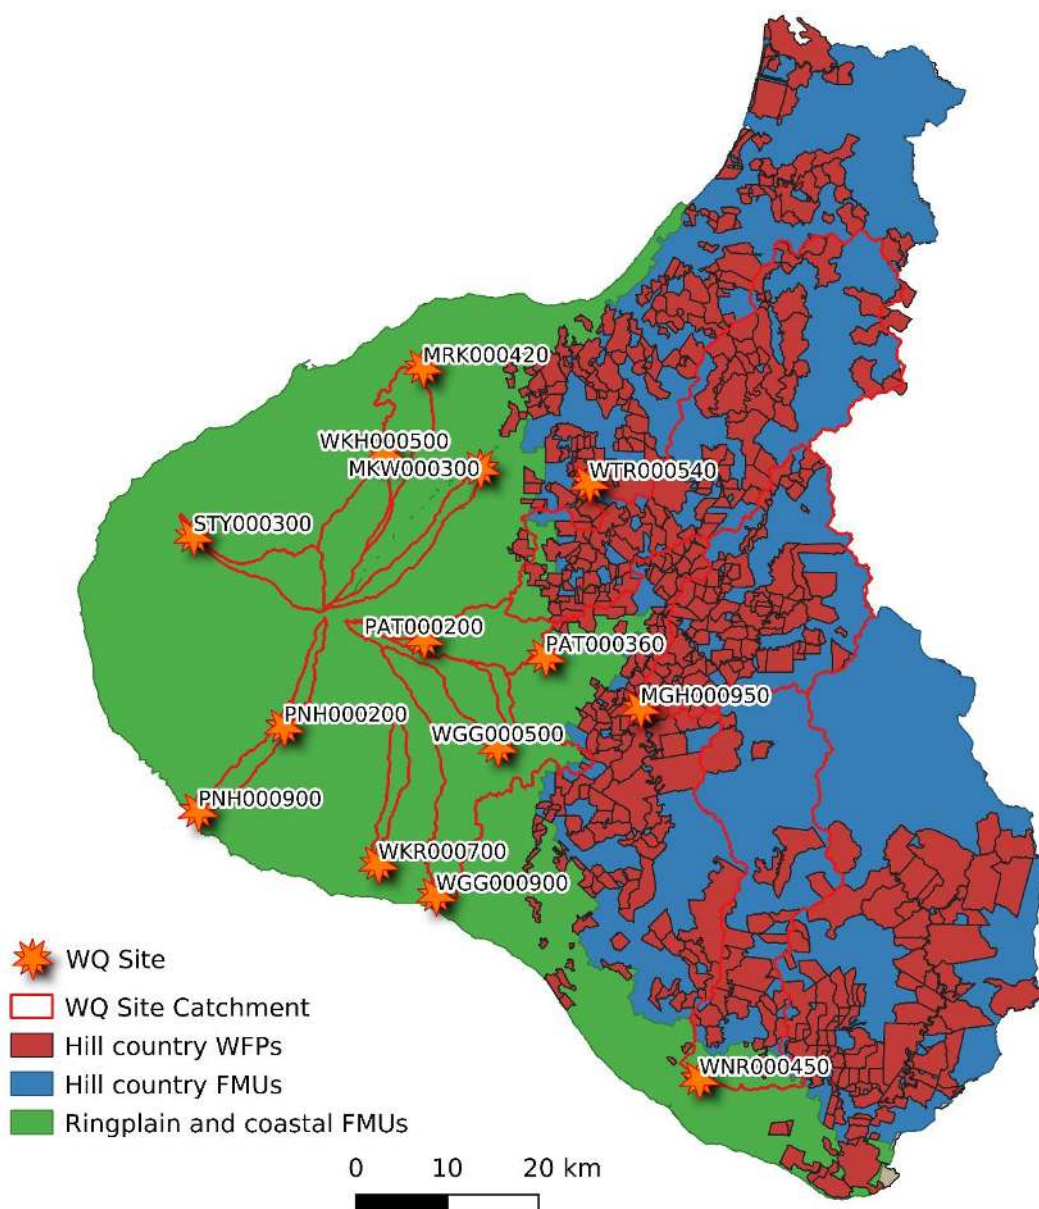 MRK000420
WKH000500
MKW000300
WTR000540
STY000300
PAT000200
PAT000360
MGH000950
PNH000200
WGG000500
PNH000900
WKR000700
WGG000900
WQ Site
WQ Site Catchment
Hill country WFPs
WNR000450
Hill country FMUs
Ringplain and coastal FMUs
0 10 20 km